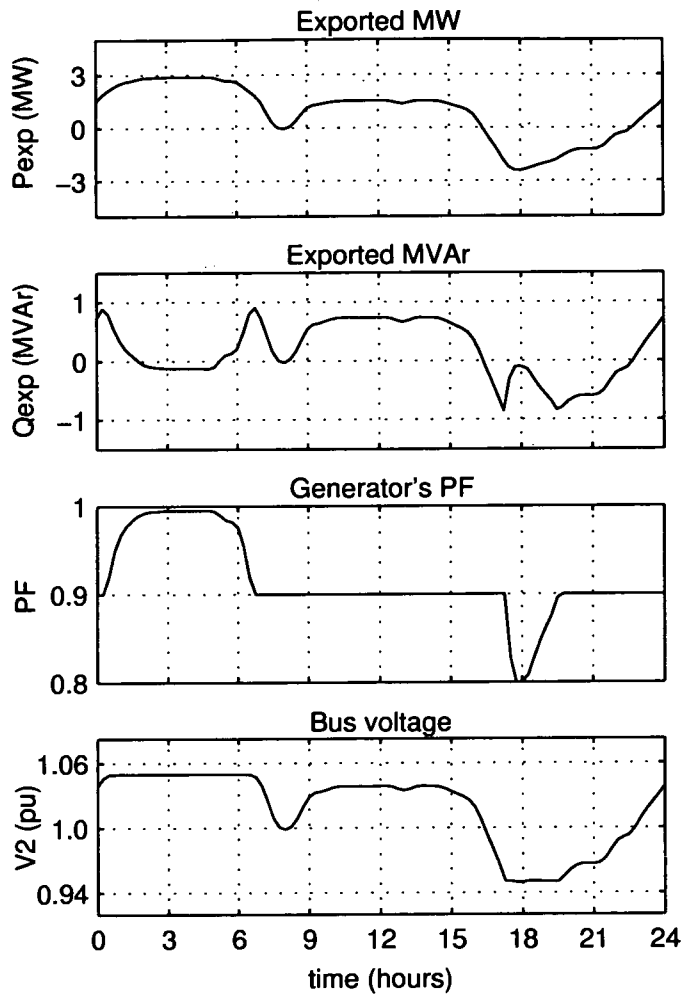 Exported MW
Pexp (MW)
3
0
−3
Exported MVAr
Qexp (MVAr)
1
0
−1
Generator's PF
PF
1
0.9
0.8
Bus voltage
V2 (pu)
1.06
1.0
0.94
0 3 6 9 12 15 18 21 24
time (hours)